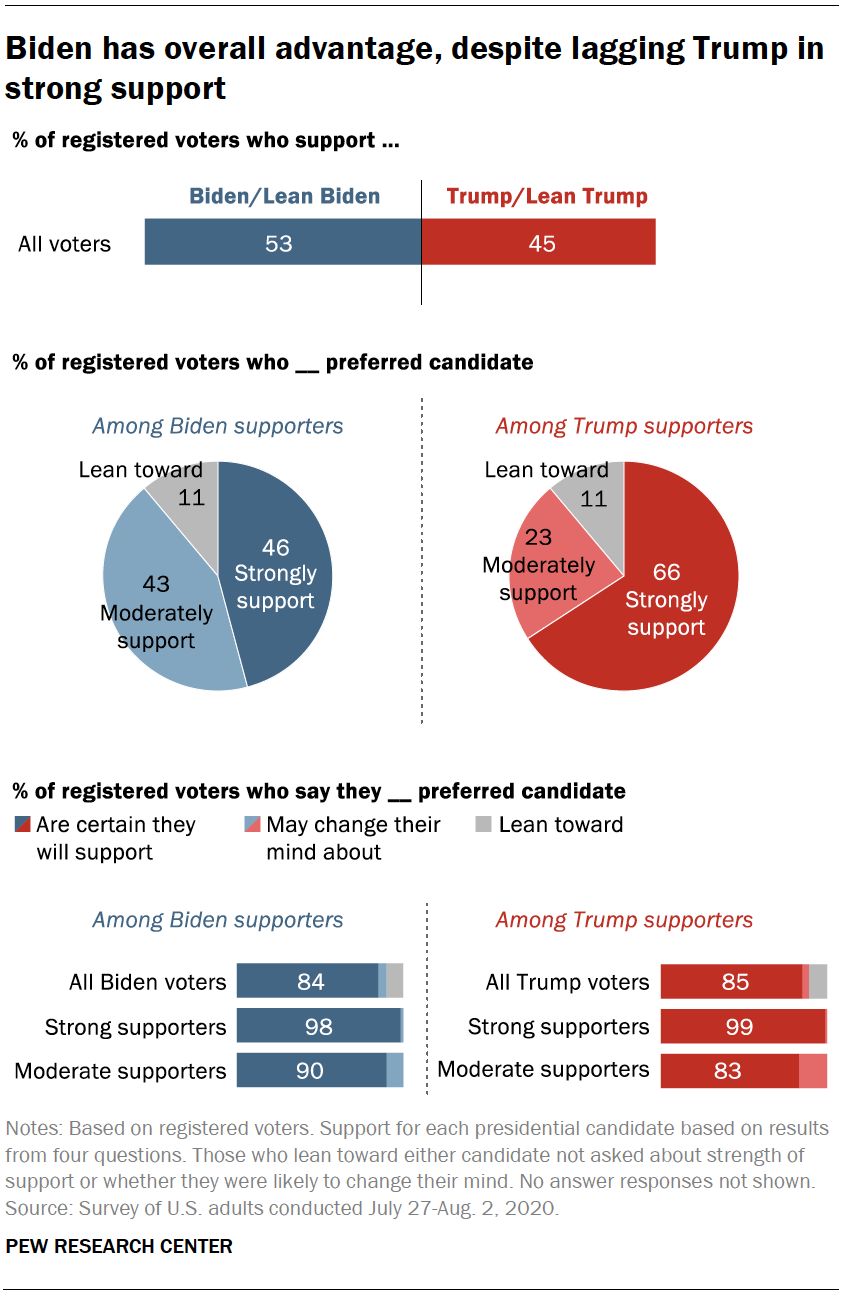 Biden has overall advantage, despite lagging Trump in
strong support
% of registered voters who support ...
Biden/Lean Biden
Trump/Lean Trump
All voters
53
45
% of registered voters who __ preferred candidate
Among Biden supporters
Lean toward
11
46
Strongly
support
43
Moderately
support
Among Trump supporters
Lean toward
11
23
Moderately
support
66
Strongly
support
% of registered voters who say they __ preferred candidate
Are certain they
will support
May change their
mind about
Lean toward
Among Biden supporters
All Biden voters
84
Strong supporters
98
Moderate supporters
90
Among Trump supporters
All Trump voters
85
Strong supporters
99
Moderate supporters
83
Notes: Based on registered voters. Support for each presidential candidate based on results
from four questions. Those who lean toward either candidate not asked about strength of
support or whether they were likely to change their mind. No answer responses not shown.
Source: Survey of U.S. adults conducted July 27-Aug. 2, 2020.
PEW RESEARCH CENTER